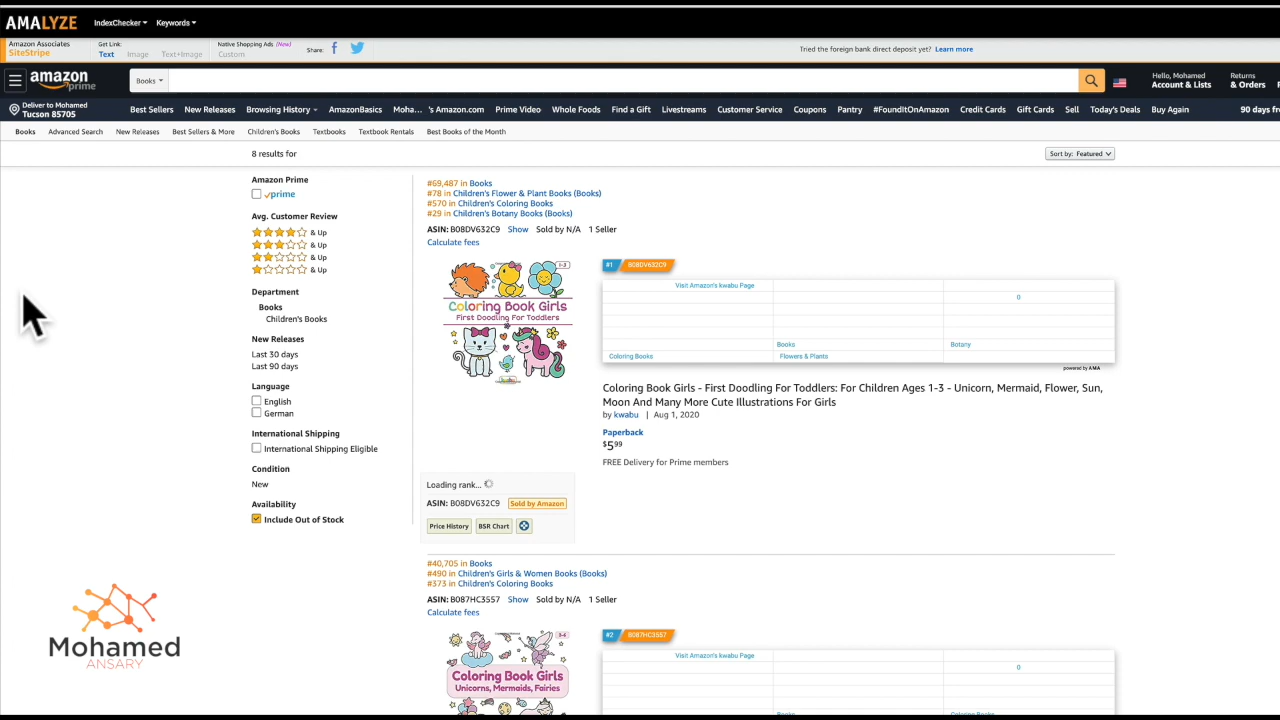 AMALYZE IndexChecker Keywords
Amazon Associates
SiteStripe
Get Link:
Text Image Text+Image
Native Shopping Ads (New)
Custom
Share:
Tried the foreign bank direct deposit yet? Learn more
amazon
prime
Books
Hello, Mohamed
Account & Lists
Returns
& Orders
Deliver to Mohamed
Tucson 85705
Best Sellers New Releases Browsing History AmazonBasics Moha... 's Amazon.com Prime Video Whole Foods Find a Gift Livestreams Customer Service Coupons Pantry #FoundItOnAmazon Credit Cards Gift Cards Sell Today's Deals Buy Again 90 days fr
Books Advanced Search New Releases Best Sellers & More Children's Books Textbooks Textbook Rentals Best Books of the Month
8 results for
Sort by: Featured
Amazon Prime
prime
Avg. Customer Review
& Up
& Up
& Up
& Up
Department
Books
Children's Books
New Releases
Last 30 days
Last 90 days
Language
English
German
International Shipping
International Shipping Eligible
Condition
New
Availability
Include Out of Stock
#69,487 in Books
#78 in Children's Flower & Plant Books (Books)
#570 in Children's Coloring Books
#29 in Children's Botany Books (Books)
ASIN: B08DV632C9 Show Sold by N/A 1 Seller
Calculate fees
1-3
Coloring Book Girls
First Doodling For Toddlers
#1 B08DV632C9
Visit Amazon's kwabu Page
0
Books Botany
Coloring Books Flowers & Plants
powered by AMA
Coloring Book Girls - First Doodling For Toddlers: For Children Ages 1-3 - Unicorn, Mermaid, Flower, Sun,
Moon And Many More Cute Illustrations For Girls
by kwabu | Aug 1, 2020
Paperback
$5.99
FREE Delivery for Prime members
Loading rank...
ASIN: B08DV632C9 Sold by Amazon
Price History BSR Chart
#40,705 in Books
#490 in Children's Girls & Women Books (Books)
#373 in Children's Coloring Books
ASIN: B087HC3557 Show Sold by N/A 1 Seller
Calculate fees
Coloring Book Girls
Unicorns, Mermaids, Fairies
#2 B087HC3557
Visit Amazon's kwabu Page
0
Books Coloring Books
Mohamed
ANSARY